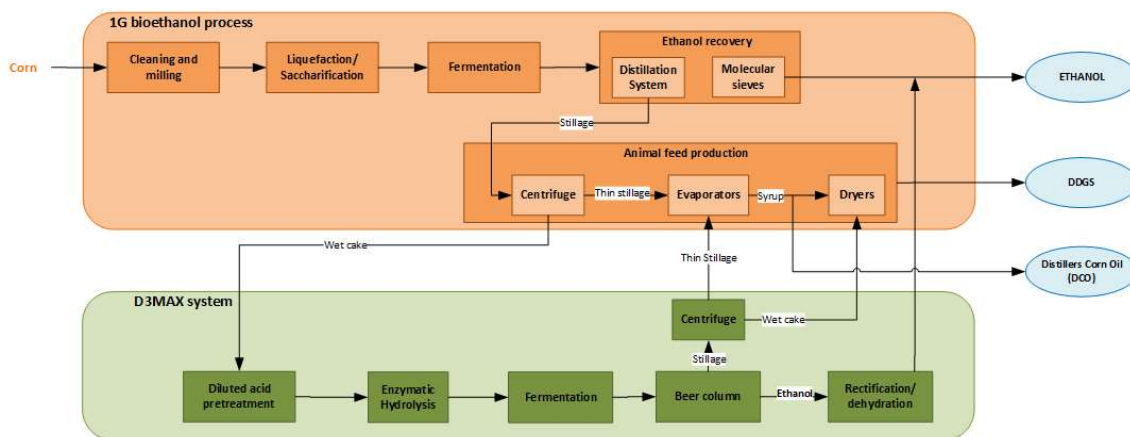 1G bioethanol process
Corn
Cleaning and
milling
Liquefaction/
Saccharification
Fermentation
Ethanol recovery
Distillation
System
Molecular
sieves
ETHANOL
Stillage
Animal feed production
Centrifuge
Thin stillage
Evaporators
Syrup
Dryers
DDGS
Wet cake
Thin Stillage
Distillers Corn Oil
(DCO)
D3MAX system
Centrifuge
Wet cake
Stillage
Diluted acid
pretreatment
Enzymatic
Hydrolysis
Fermentation
Beer column
Ethanol
Rectification/
dehydration